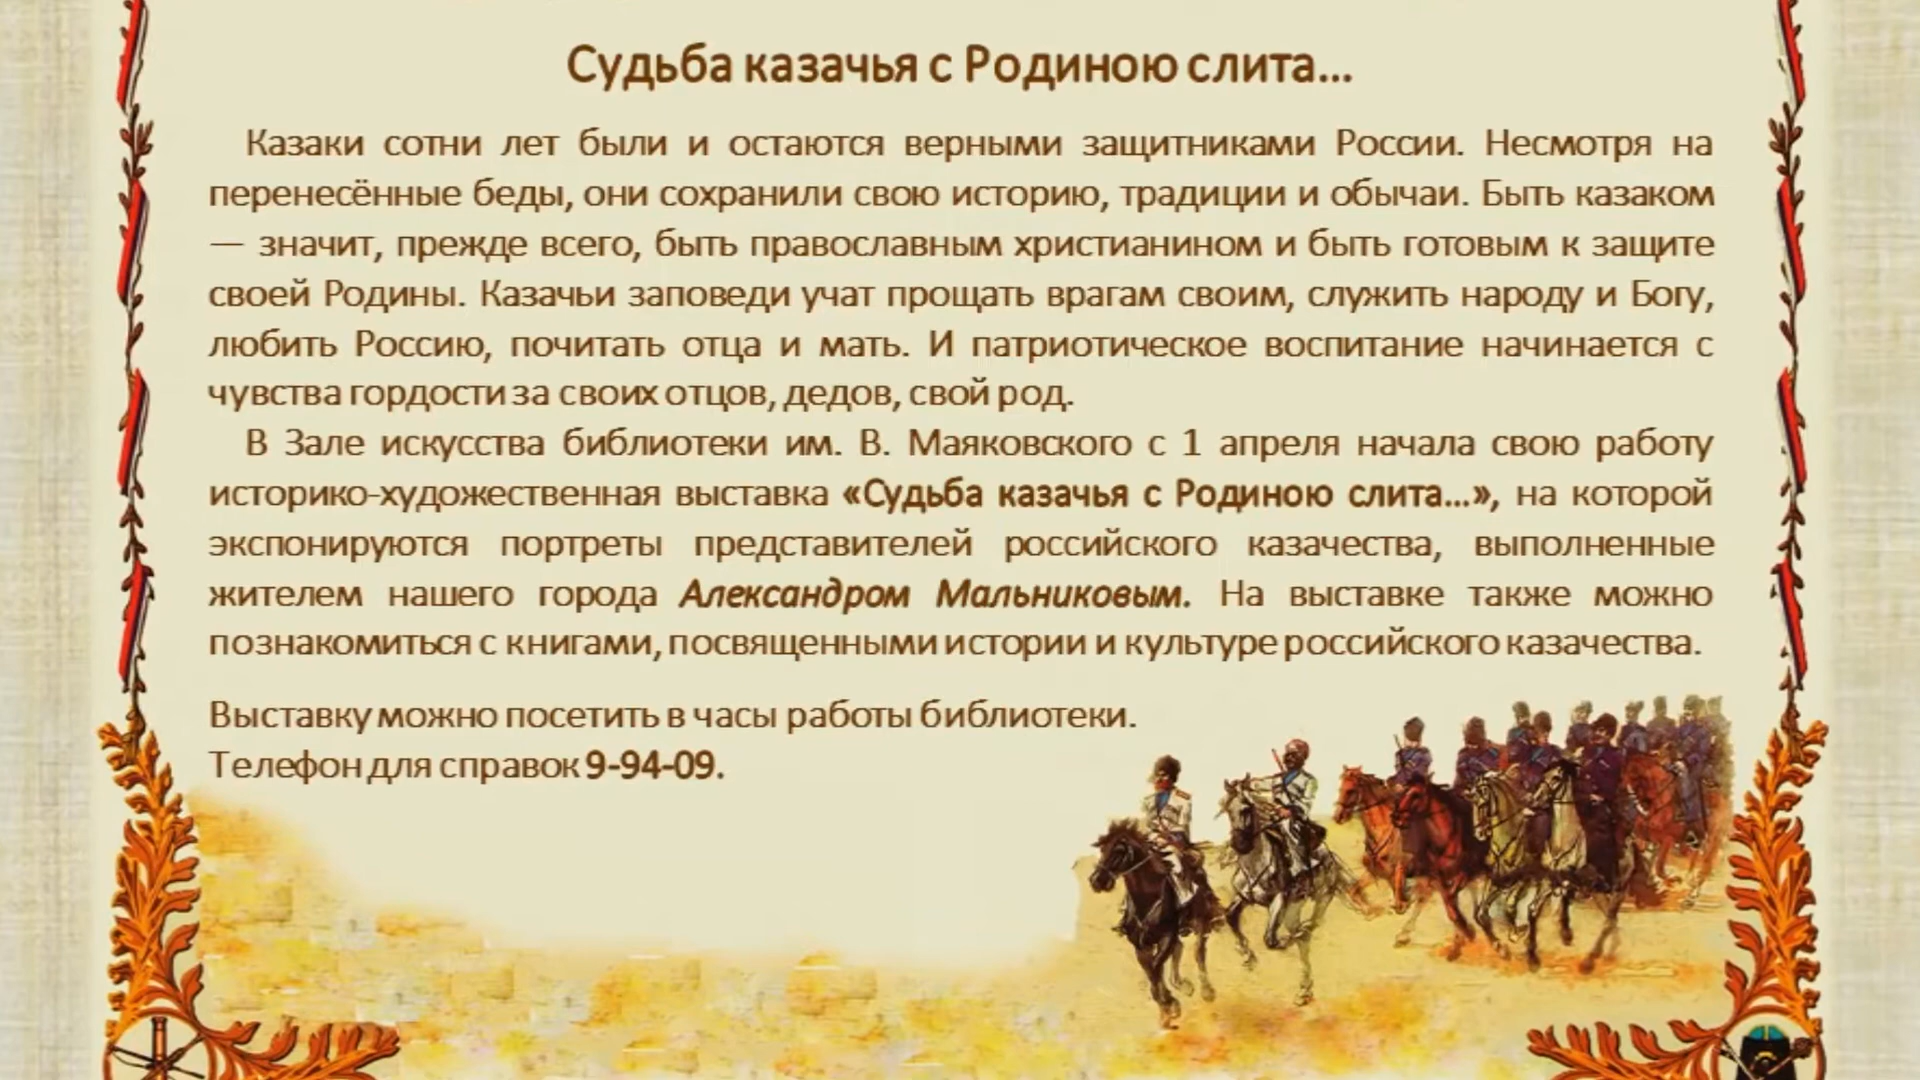 Судьба казачья с Родиною слита...
Казаки сотни лет были и остаются верными защитниками России. Несмотря на
перенесённые беды, они сохранили свою историю, традиции и обычаи. Быть казаком
— значит, прежде всего, быть православным христианином и быть готовым к защите
своей Родины. Казачьи заповеди учат прощать врагам своим, служить народу и Богу,
любить Россию, почитать отца и мать. И патриотическое воспитание начинается с
чувства гордости за своих отцов, дедов, свой род.
В Зале искусства библиотеки им. В. Маяковского с 1 апреля начала свою работу
историко-художественная выставка «Судьба казачья с Родиною слита...», на которой
экспонируются портреты представителей российского казачества, выполненные
жителем нашего города Александром Мальниковым. На выставке также можно
познакомиться с книгами, посвященными истории и культуре российского казачества.
Выставку можно посетить в часы работы библиотеки.
Телефон для справок 9-94-09.